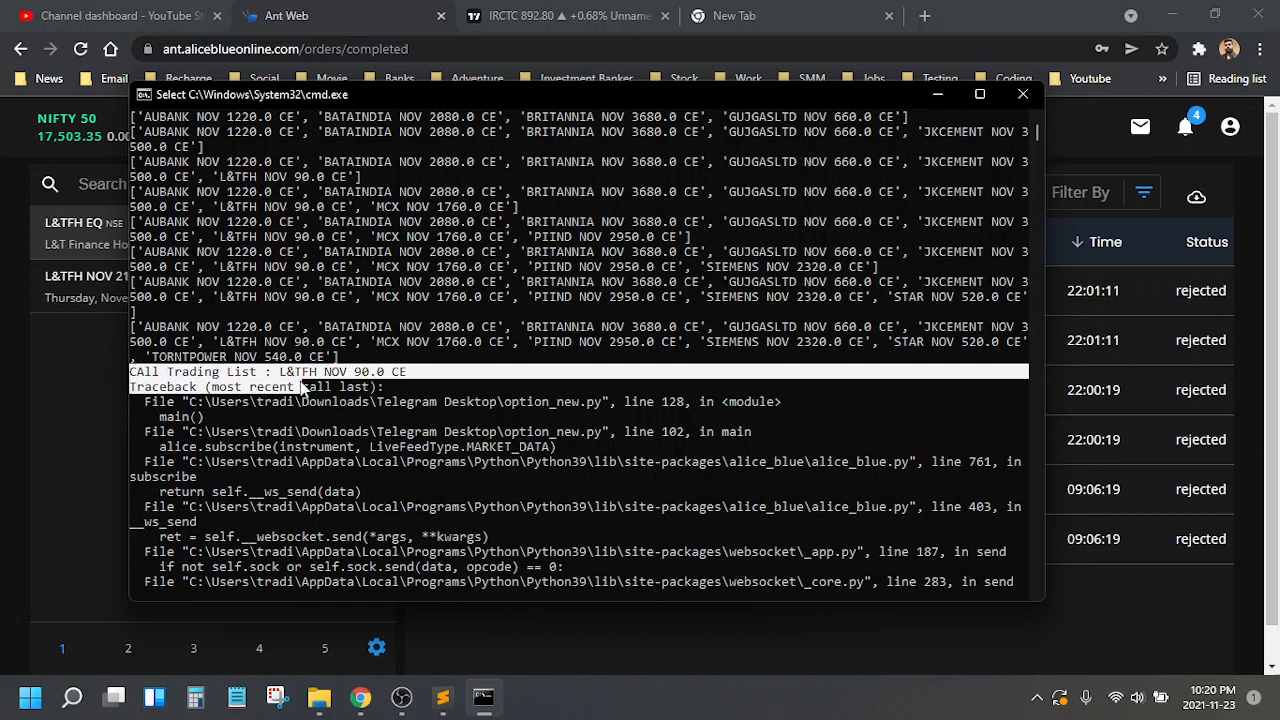 Channel dashboard - YouTube St
Ant Web
IRCTC 892.80 ▲ +0.68% Unname
New Tab
ant.aliceblueonline.com/orders/completed
News
Email
Recharge
Social
Movie
Banks
Adventure
Investment Banker
Stock
Work
SMM
Jobs
Testing
Coding
Youtube
»
Reading list
Select C:\Windows\System32\cmd.exe
NIFTY 50
17,503.35 0.00
4
Search
L&TFH EQ NSE
L&T Finance Ho
L&TFH NOV 21
Thursday, Nove
['AUBANK NOV 1220.0 CE', 'BATAINDIA NOV 2080.0 CE', 'BRITANNIA NOV 3680.0 CE', 'GUJGASLTD NOV 660.0 CE']
['AUBANK NOV 1220.0 CE', 'BATAINDIA NOV 2080.0 CE', 'BRITANNIA NOV 3680.0 CE', 'GUJGASLTD NOV 660.0 CE', 'JKCEMENT NOV 3
500.0 CE']
['AUBANK NOV 1220.0 CE', 'BATAINDIA NOV 2080.0 CE', 'BRITANNIA NOV 3680.0 CE', 'GUJGASLTD NOV 660.0 CE', 'JKCEMENT NOV 3
500.0 CE', 'L&TFH NOV 90.0 CE']
['AUBANK NOV 1220.0 CE', 'BATAINDIA NOV 2080.0 CE', 'BRITANNIA NOV 3680.0 CE', 'GUJGASLTD NOV 660.0 CE', 'JKCEMENT NOV 3
500.0 CE', 'L&TFH NOV 90.0 CE', 'MCX NOV 1760.0 CE']
['AUBANK NOV 1220.0 CE', 'BATAINDIA NOV 2080.0 CE', 'BRITANNIA NOV 3680.0 CE', 'GUJGASLTD NOV 660.0 CE', 'JKCEMENT NOV 3
500.0 CE', 'L&TFH NOV 90.0 CE', 'MCX NOV 1760.0 CE', 'PIIND NOV 2950.0 CE']
['AUBANK NOV 1220.0 CE', 'BATAINDIA NOV 2080.0 CE', 'BRITANNIA NOV 3680.0 CE', 'GUJGASLTD NOV 660.0 CE', 'JKCEMENT NOV 3
500.0 CE', 'L&TFH NOV 90.0 CE', 'MCX NOV 1760.0 CE', 'PIIND NOV 2950.0 CE', 'SIEMENS NOV 2320.0 CE']
['AUBANK NOV 1220.0 CE', 'BATAINDIA NOV 2080.0 CE', 'BRITANNIA NOV 3680.0 CE', 'GUJGASLTD NOV 660.0 CE', 'JKCEMENT NOV 3
500.0 CE', 'L&TFH NOV 90.0 CE', 'MCX NOV 1760.0 CE', 'PIIND NOV 2950.0 CE', 'SIEMENS NOV 2320.0 CE', 'STAR NOV 520.0 CE'
]
['AUBANK NOV 1220.0 CE', 'BATAINDIA NOV 2080.0 CE', 'BRITANNIA NOV 3680.0 CE', 'GUJGASLTD NOV 660.0 CE', 'JKCEMENT NOV 3
500.0 CE', 'L&TFH NOV 90.0 CE', 'MCX NOV 1760.0 CE', 'PIIND NOV 2950.0 CE', 'SIEMENS NOV 2320.0 CE', 'STAR NOV 520.0 CE'
, 'TORNTPOWER NOV 540.0 CE']
CAll Trading List : L&TFH NOV 90.0 CE
Traceback (most recent call last):
File "C:\Users\tradi\Downloads\Telegram Desktop\option_new.py", line 128, in <module>
main()
File "C:\Users\tradi\Downloads\Telegram Desktop\option_new.py", line 102, in main
alice.subscribe(instrument, LiveFeedType.MARKET_DATA)
File "C:\Users\tradi\AppData\Local\Programs\Python\Python39\lib\site-packages\alice_blue\alice_blue.py", line 761, in
subscribe
return self.__ws_send(data)
File "C:\Users\tradi\AppData\Local\Programs\Python\Python39\lib\site-packages\alice_blue\alice_blue.py", line 403, in
__ws_send
ret = self.__websocket.send(*args, **kwargs)
File "C:\Users\tradi\AppData\Local\Programs\Python\Python39\lib\site-packages\websocket\_app.py", line 187, in send
if not self.sock or self.sock.send(data, opcode) == 0:
File "C:\Users\tradi\AppData\Local\Programs\Python\Python39\lib\site-packages\websocket\_core.py", line 283, in send
Filter By
Time Status
22:01:11 rejected
22:01:11 rejected
22:00:19 rejected
22:00:19 rejected
09:06:19 rejected
09:06:19 rejected
1 2 3 4 5
10:20 PM
2021-11-23
1